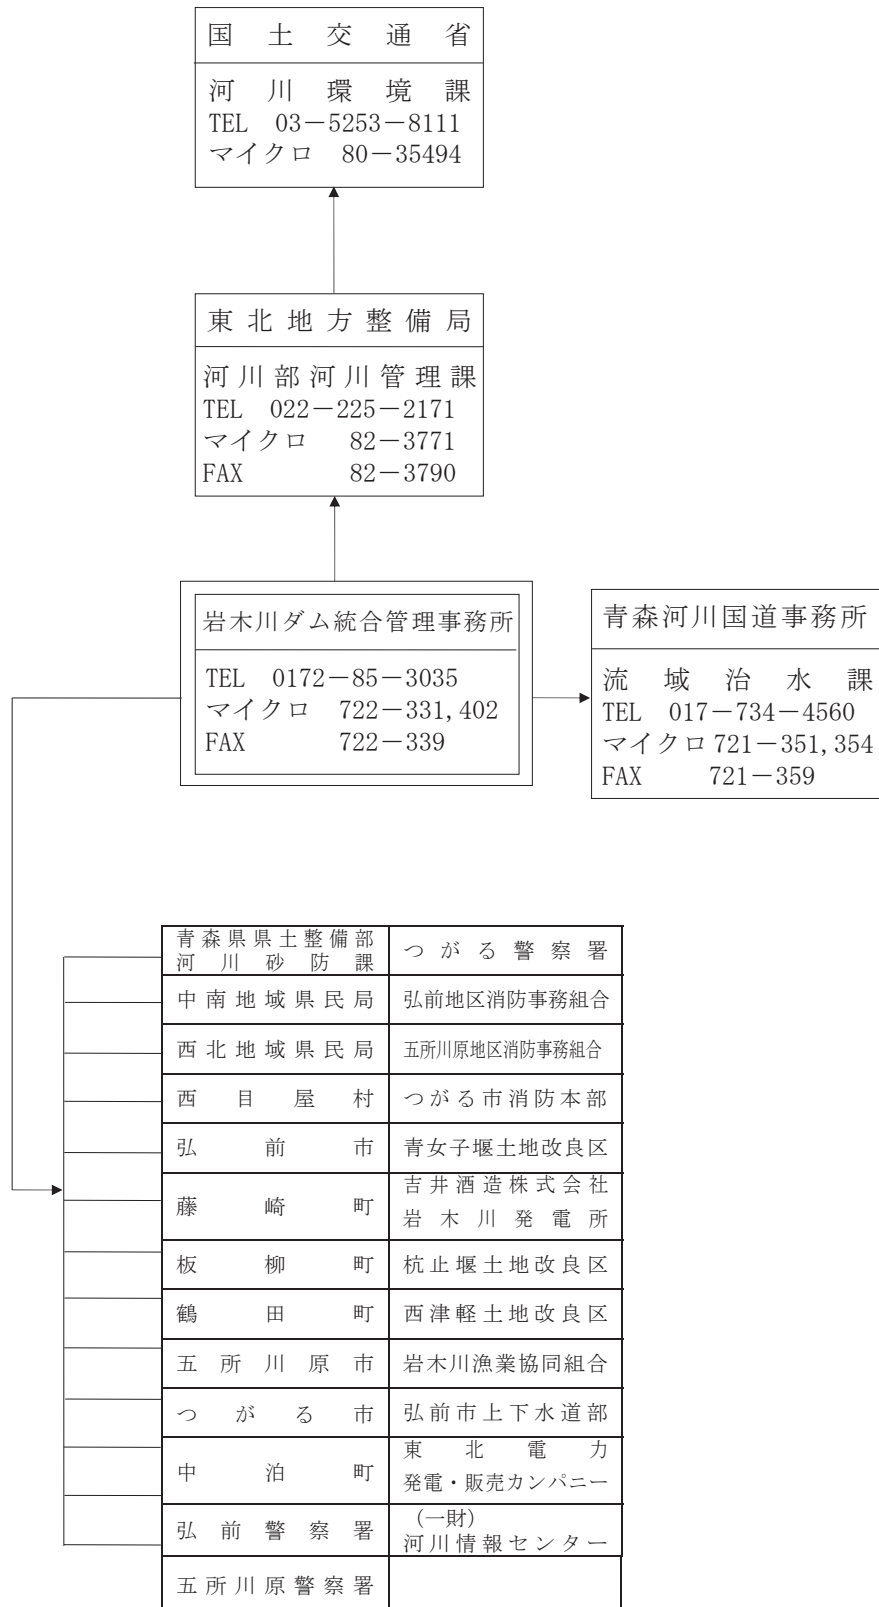 国土交通省
河川環境課
TEL 03－5253－8111
マイクロ 80－35494
東北地方整備局
河川部河川管理課
TEL 022－225－2171
マイクロ 82－3771
FAX 82－3790
岩木川ダム統合管理事務所
TEL 0172－85－3035
マイクロ 722－331,402
FAX 722－339
青森河川国道事務所
流域治水課
TEL 017－734－4560
マイクロ 721－351,354
FAX 721－359
青森県県土整備部
河川砂防課
つがる警察署
中南地域県民局
弘前地区消防事務組合
西北地域県民局
五所川原地区消防事務組合
西目屋村
つがる市消防本部
弘前市
青女子堰土地改良区
藤崎町
吉井酒造株式会社
岩木川発電所
板柳町
杭止堰土地改良区
鶴田町
西津軽土地改良区
五所川原市
岩木川漁業協同組合
つがる市
弘前市上下水道部
中泊町
東北電力
発電・販売カンパニー
弘前警察署
(一財)
河川情報センター
五所川原警察署